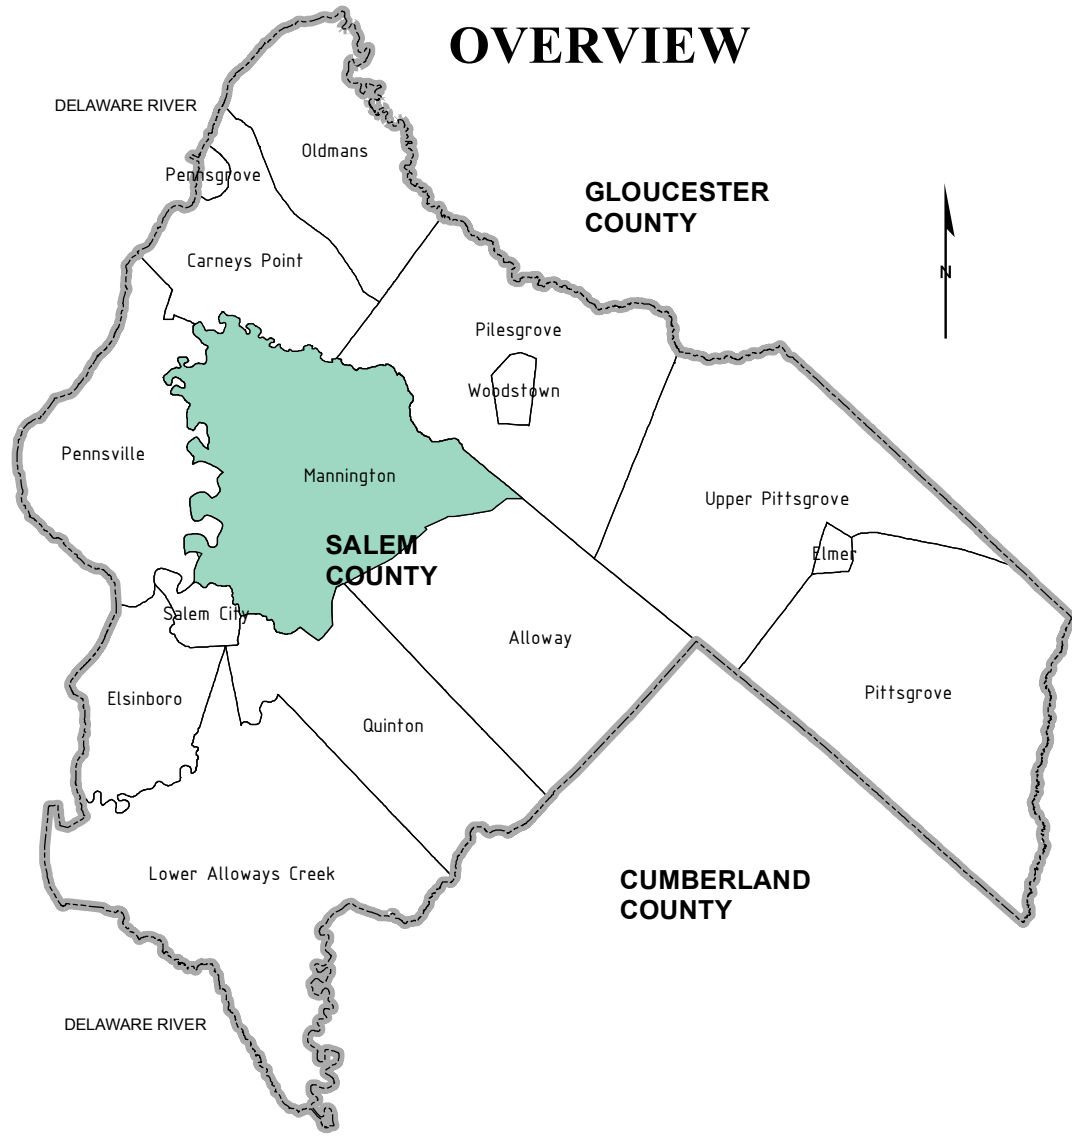 OVERVIEW
DELAWARE RIVER
Oldmans
Pennsgrove
GLOUCESTER
COUNTY
Carneys Point
N
Pilesgrove
Woodstown
Pennsville
Mannington
Upper Pittsgrove
SALEM
COUNTY
Elmer
Salem City
Alloway
Elsinboro
Pittsgrove
Quinton
Lower Alloways Creek
CUMBERLAND
COUNTY
DELAWARE RIVER